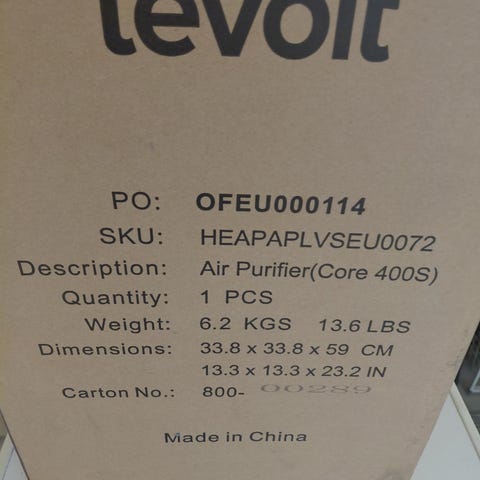 levoit
PO: OFEU000114
SKU: HEAPAPLVSEU0072
Description: Air Purifier(Core 400S)
Quantity: 1 PCS
Weight: 6.2 KGS 13.6 LBS
Dimensions: 33.8 x 33.8 x 59 CM
13.3 x 13.3 x 23.2 IN
Carton No.: 800- 00289
Made in China